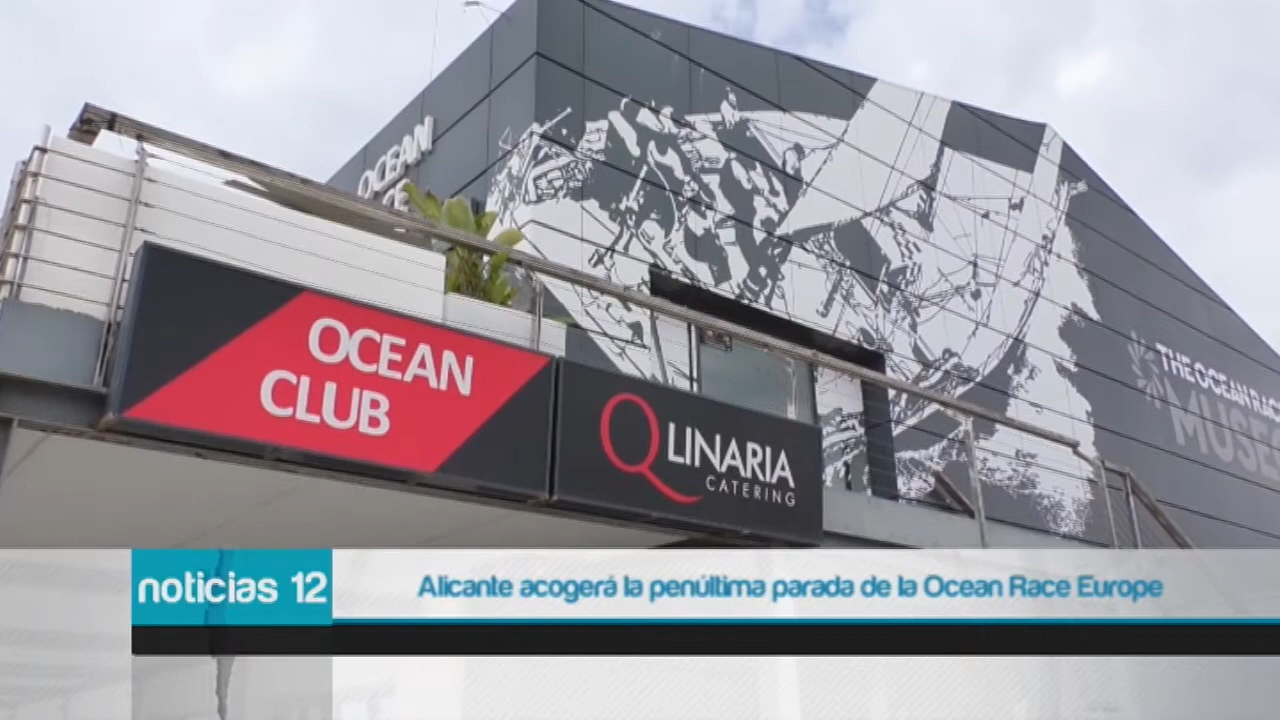 OCEAN
OCEAN
CLUB
QLINARIA
CATERING
THE OCEAN RAC
MUSE
noticias 12
Alicante acogerá la penúltima parada de la Ocean Race Europe